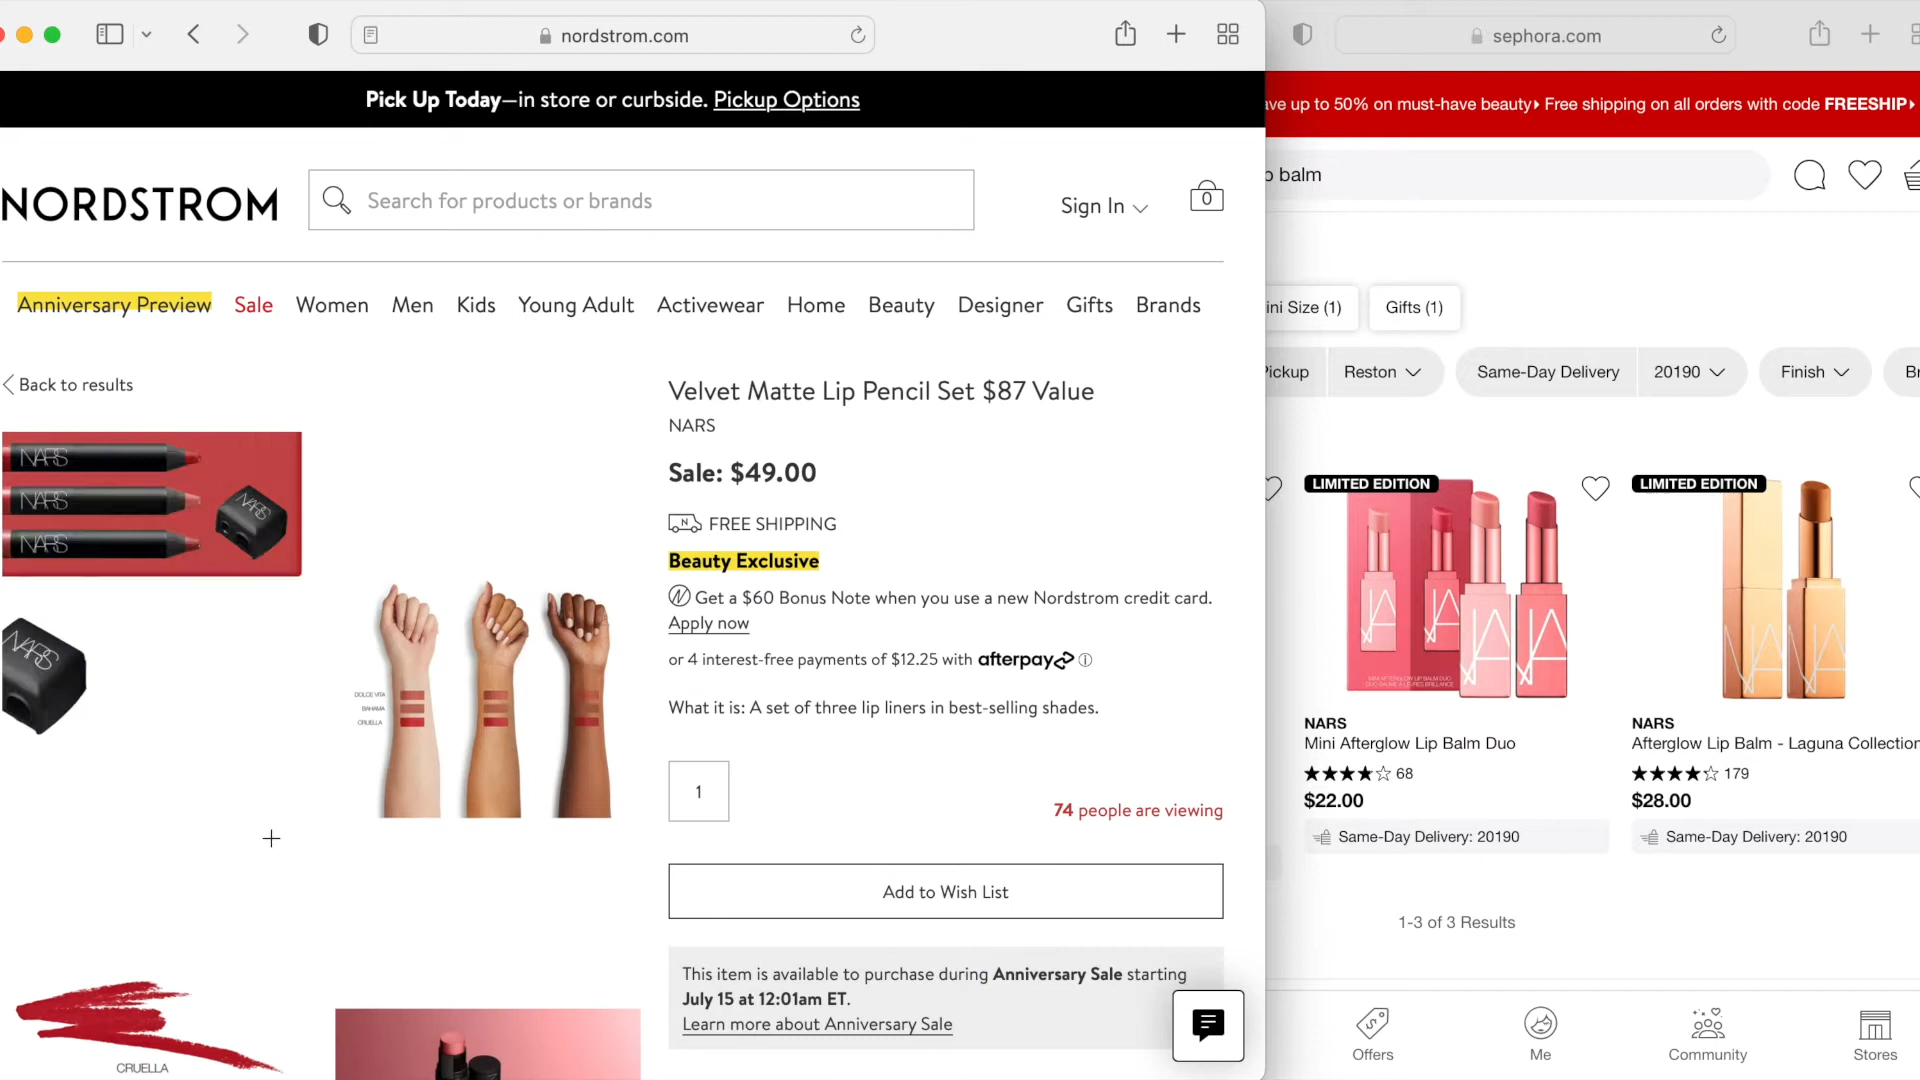 nordstrom.com
Pick Up Today—in store or curbside. Pickup Options
NORDSTROM
Search for products or brands
Sign In
0
Anniversary Preview
Sale
Women
Men
Kids
Young Adult
Activewear
Home
Beauty
Designer
Gifts
Brands
Back to results
NARS
NARS
NARS
NARS
NARS
DOLCE VITA
BAHAMA
CRUELLA
CRUELLA
Velvet Matte Lip Pencil Set $87 Value
NARS
Sale: $49.00
FREE SHIPPING
Beauty Exclusive
Get a $60 Bonus Note when you use a new Nordstrom credit card.
Apply now
or 4 interest-free payments of $12.25 with afterpay
What it is: A set of three lip liners in best-selling shades.
1
74 people are viewing
Add to Wish List
This item is available to purchase during Anniversary Sale starting
July 15 at 12:01am ET.
Learn more about Anniversary Sale
sephora.com
ave up to 50% on must-have beauty Free shipping on all orders with code FREESHIP
balm
ini Size (1)
Gifts (1)
Pickup
Reston
Same-Day Delivery
20190
Finish
Br
LIMITED EDITION
NARS
Mini Afterglow Lip Balm Duo
68
$22.00
Same-Day Delivery: 20190
LIMITED EDITION
NARS
Afterglow Lip Balm - Laguna Collection
179
$28.00
Same-Day Delivery: 20190
1-3 of 3 Results
Offers
Me
Community
Stores